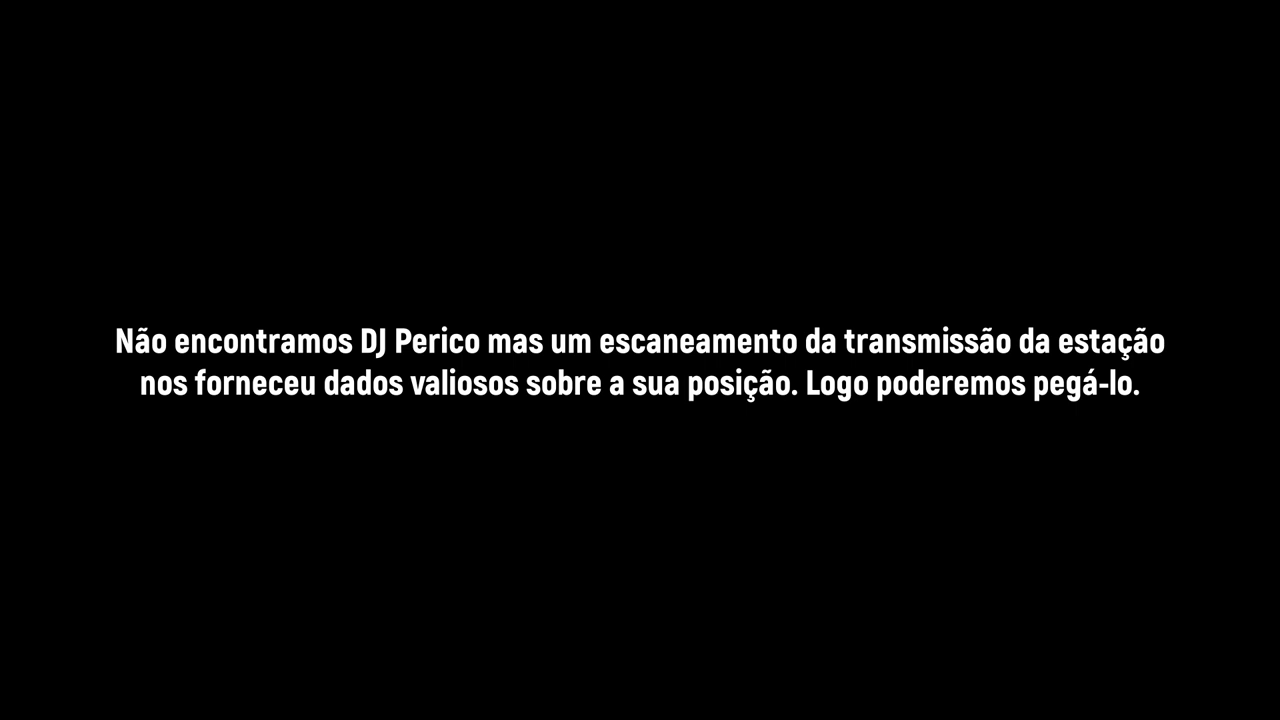 Não encontramos DJ Perico mas um escaneamento da transmissão da estação
nos forneceu dados valiosos sobre a sua posição. Logo poderemos pegá-lo.